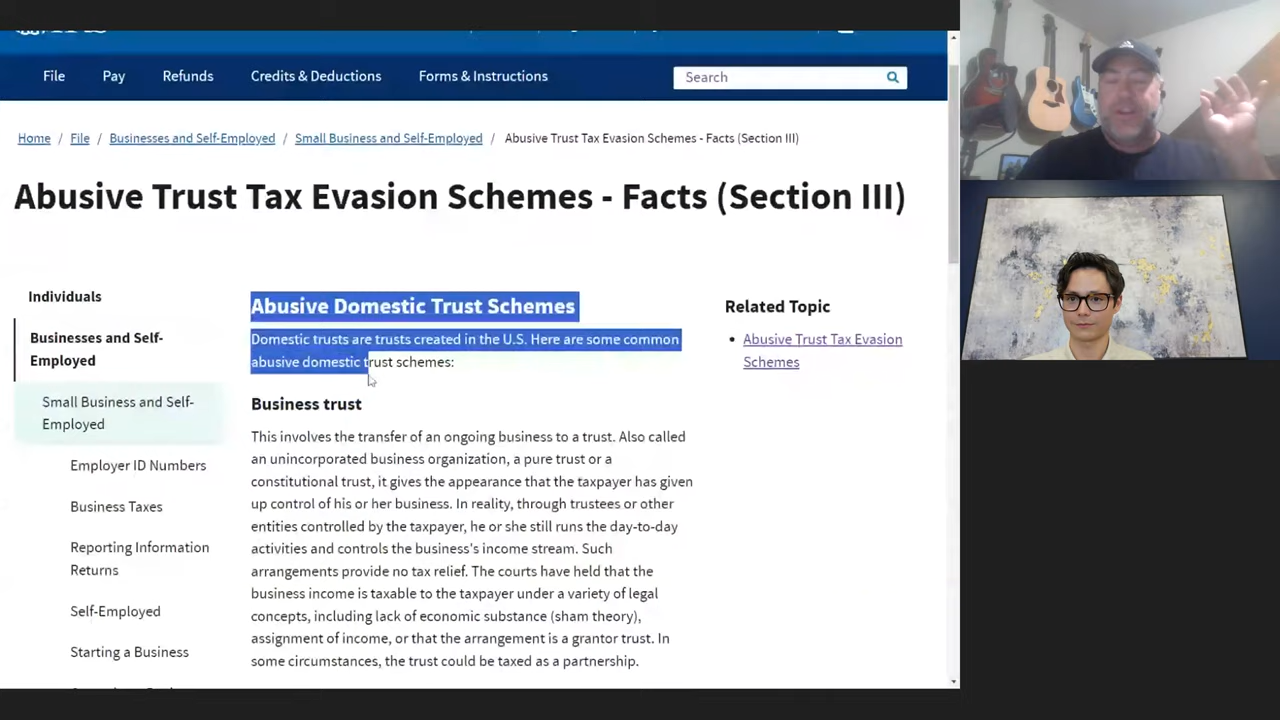 File Pay Refunds Credits & Deductions Forms & Instructions Search
Home / File / Businesses and Self-Employed / Small Business and Self-Employed / Abusive Trust Tax Evasion Schemes - Facts (Section III)
Abusive Trust Tax Evasion Schemes - Facts (Section III)
Individuals
Businesses and Self-
Employed
Small Business and Self-
Employed
Employer ID Numbers
Business Taxes
Reporting Information
Returns
Self-Employed
Starting a Business
Abusive Domestic Trust Schemes
Domestic trusts are trusts created in the U.S. Here are some common
abusive domestic trust schemes:
Business trust
This involves the transfer of an ongoing business to a trust. Also called
an unincorporated business organization, a pure trust or a
constitutional trust, it gives the appearance that the taxpayer has given
up control of his or her business. In reality, through trustees or other
entities controlled by the taxpayer, he or she still runs the day-to-day
activities and controls the business's income stream. Such
arrangements provide no tax relief. The courts have held that the
business income is taxable to the taxpayer under a variety of legal
concepts, including lack of economic substance (sham theory),
assignment of income, or that the arrangement is a grantor trust. In
some circumstances, the trust could be taxed as a partnership.
Related Topic
Abusive Trust Tax Evasion
Schemes